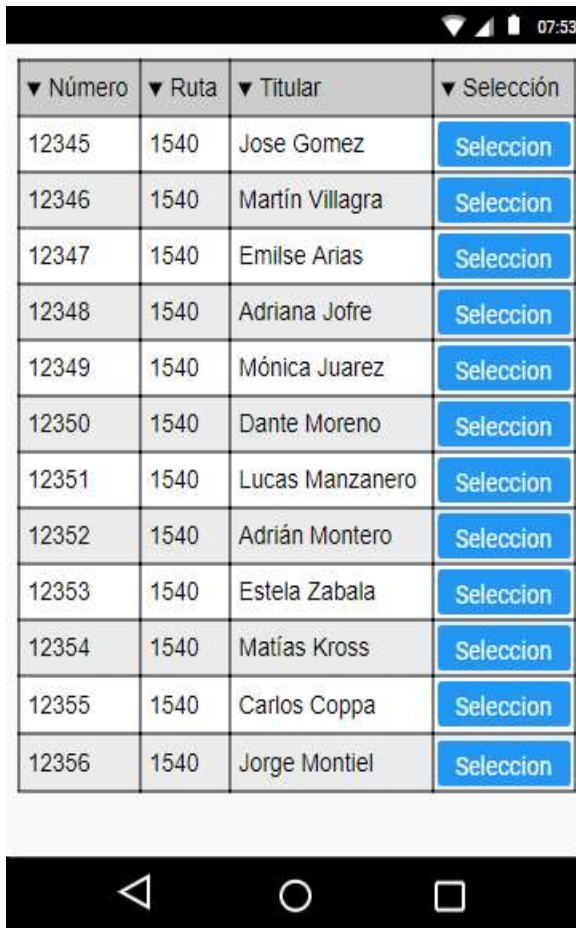 07:53
▼ Número ▼ Ruta ▼ Titular ▼ Selección
12345 1540 Jose Gomez Seleccion
12346 1540 Martín Villagra Seleccion
12347 1540 Emilse Arias Seleccion
12348 1540 Adriana Jofre Seleccion
12349 1540 Mónica Juarez Seleccion
12350 1540 Dante Moreno Seleccion
12351 1540 Lucas Manzanero Seleccion
12352 1540 Adrián Montero Seleccion
12353 1540 Estela Zabala Seleccion
12354 1540 Matías Kross Seleccion
12355 1540 Carlos Coppa Seleccion
12356 1540 Jorge Montiel Seleccion